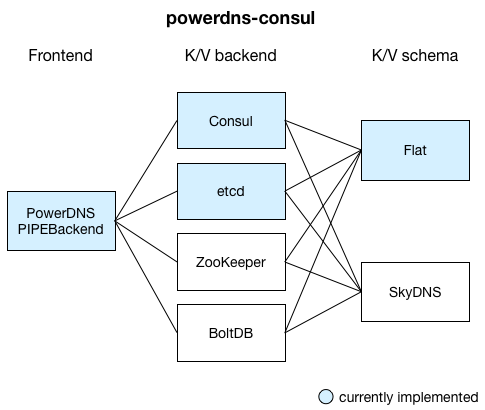 powerdns-consul
Frontend
K/V backend
K/V schema
Consul
etcd
ZooKeeper
BoltDB
PowerDNS
PIPEBackend
Flat
SkyDNS
currently implemented